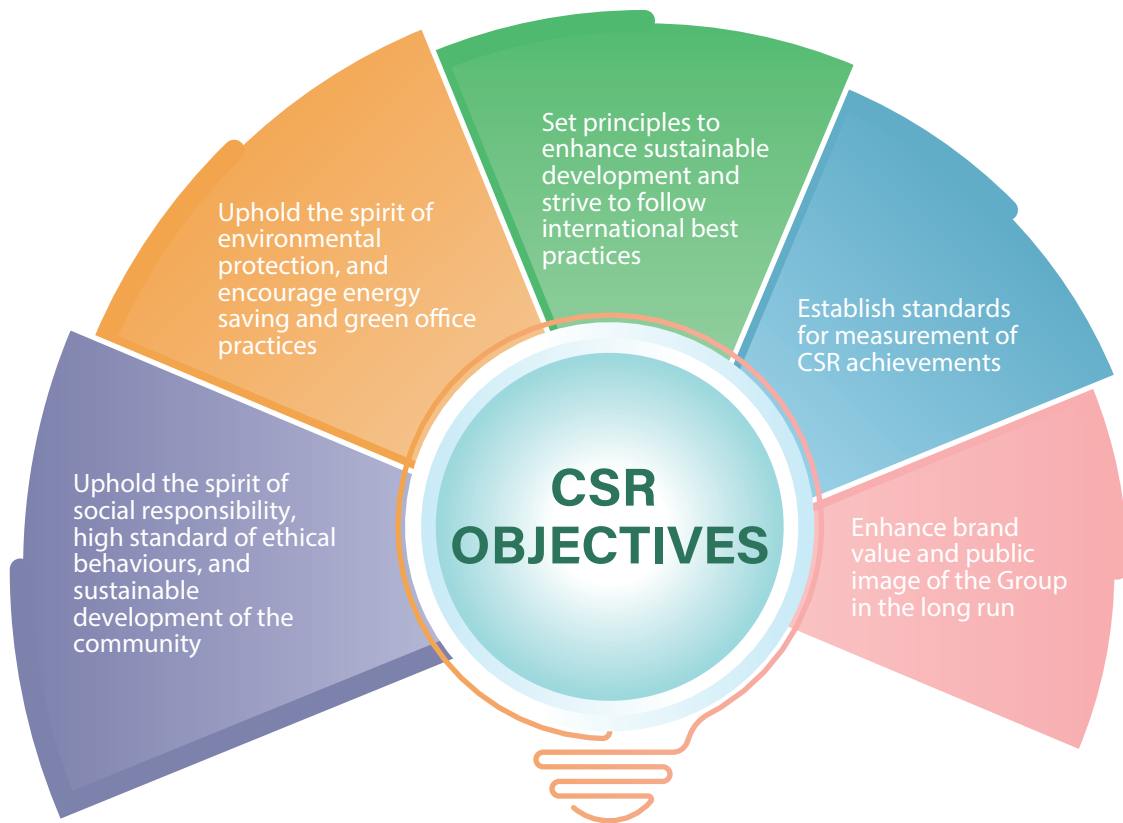 Uphold the spirit of
social responsibility,
high standard of ethical
behaviours, and
sustainable
development of the
community
Uphold the spirit of
environmental
protection, and
encourage energy
saving and green office
practices
Set principles to
enhance sustainable
development and
strive to follow
international best
practices
Establish standards
for measurement of
CSR achievements
Enhance brand
value and public
image of the Group
in the long run
CSR
OBJECTIVES